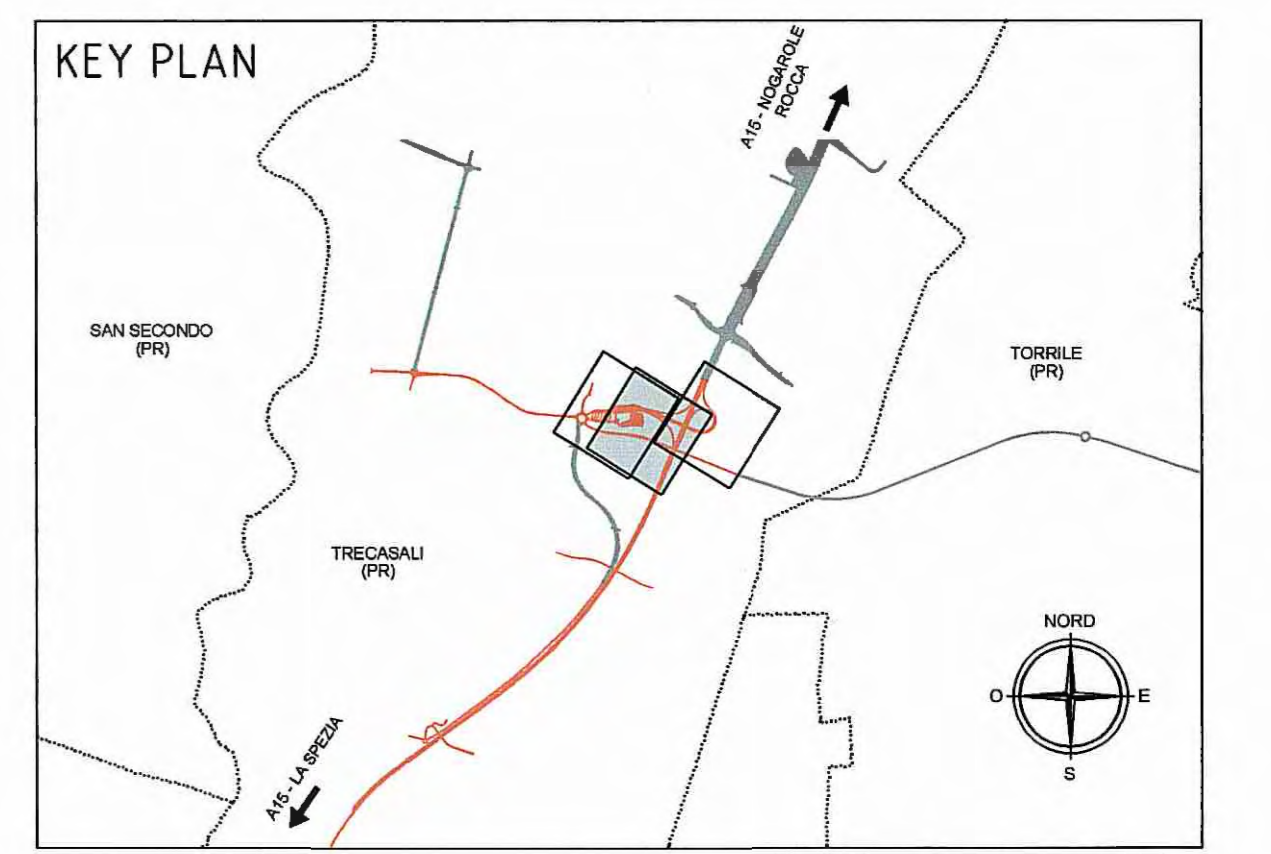 KEY PLAN
A15 - NOGAROLE
ROCCA
SAN SECONDO
(PR)
TORRILE
(PR)
TRECASALI
(PR)
NORD
O
E
S
A15 - LA SPEZIA